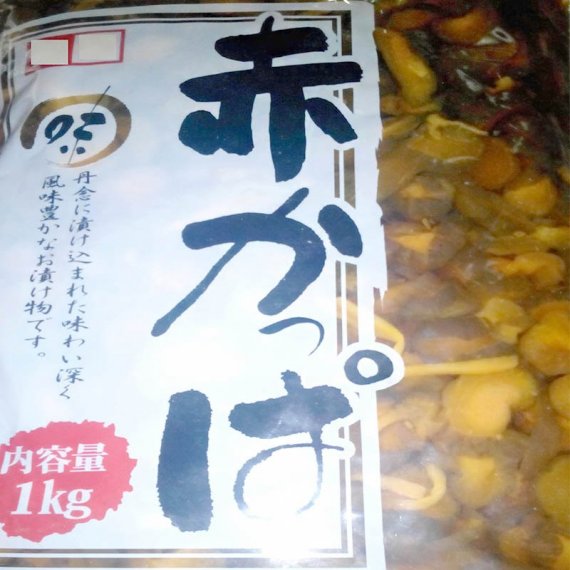 赤かっぱ
味
丹念に漬け込まれた味わい深く
風味豊かなお漬け物です。
内容量
1kg